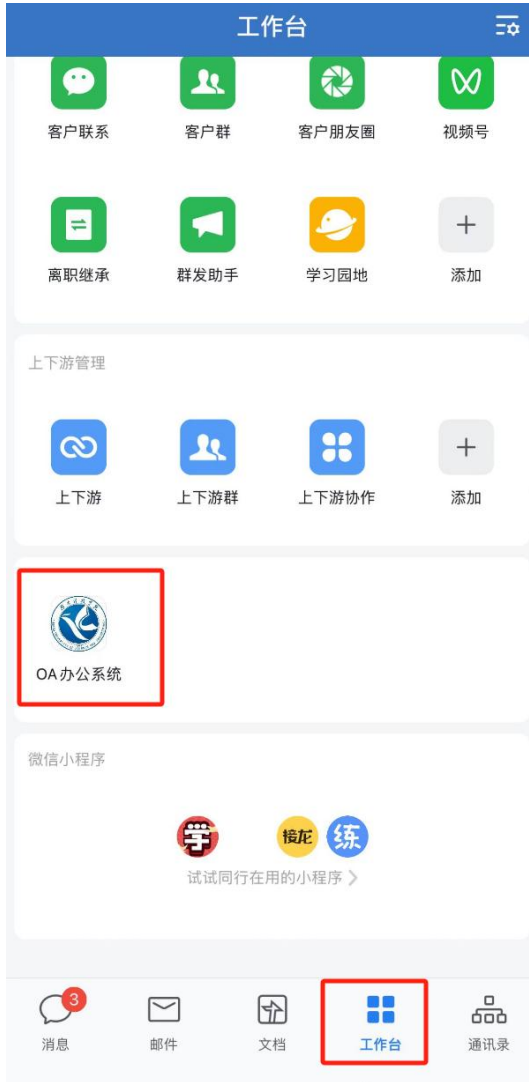 工作台
客户联系
客户群
客户朋友圈
视频号
离职继承
群发助手
学习园地
添加
上下游管理
上下游
上下游群
上下游协作
添加
OA办公系统
微信小程序
学
接龙
练
试试同行在用的小程序
3
消息
邮件
文档
工作台
通讯录